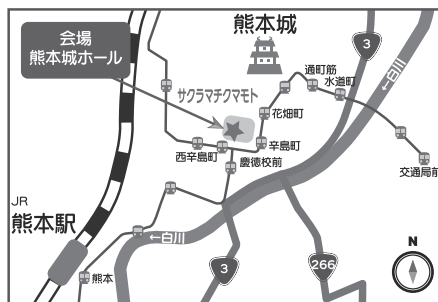 会場
熊本城ホール
熊本城
3
←白川
通町筋
水道町
サクラマチクマモト
花畑町
西辛島町
辛島町
慶徳校前
交通局前
JR
熊本駅
←白川
熊本
3
266
N